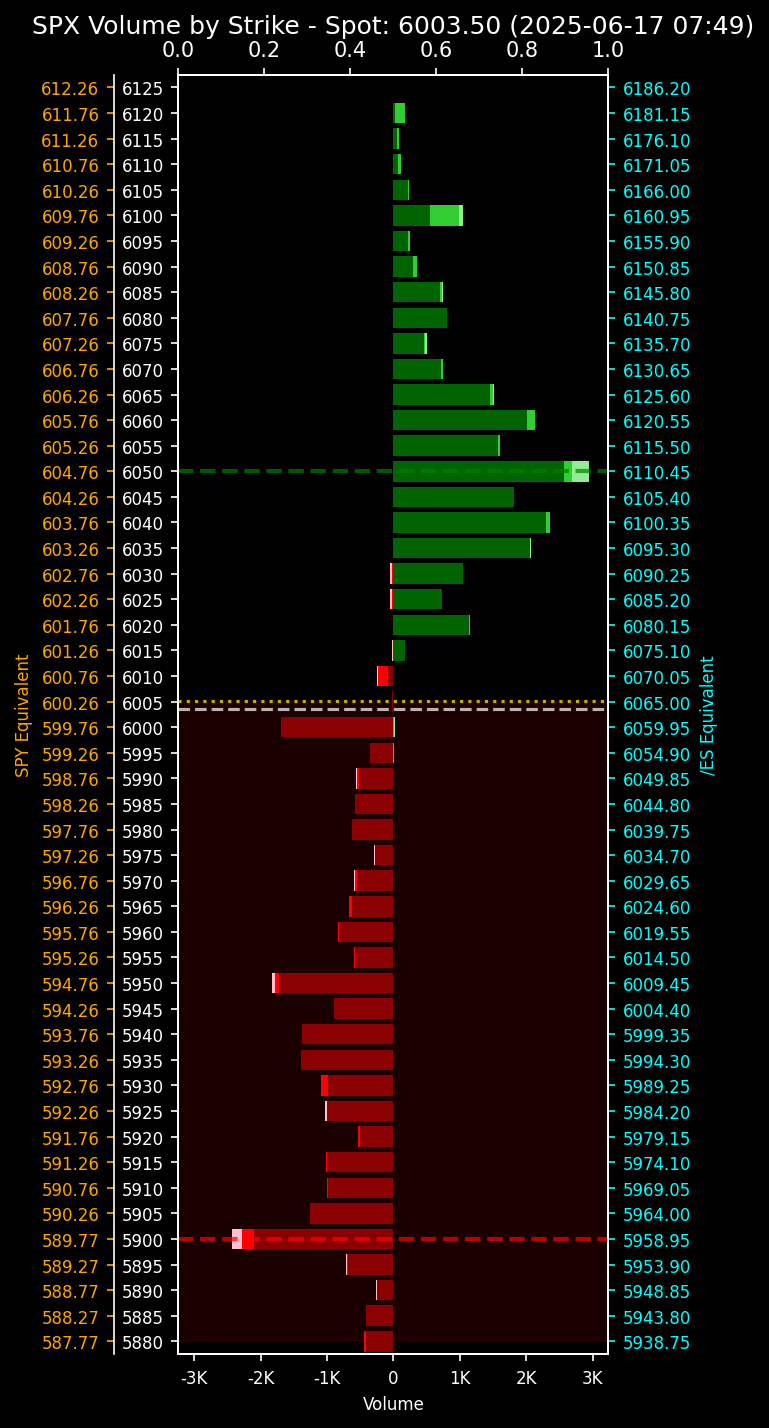 SPX Volume by Strike - Spot: 6003.50 (2025-06-17 07:49)
0.0 0.2 0.4 0.6 0.8 1.0
612.26 6125 6186.20
611.76 6120 6181.15
611.26 6115 6176.10
610.76 6110 6171.05
610.26 6105 6166.00
609.76 6100 6160.95
609.26 6095 6155.90
608.76 6090 6150.85
608.26 6085 6145.80
607.76 6080 6140.75
607.26 6075 6135.70
606.76 6070 6130.65
606.26 6065 6125.60
605.76 6060 6120.55
605.26 6055 6115.50
604.76 6050 6110.45
604.26 6045 6105.40
603.76 6040 6100.35
603.26 6035 6095.30
602.76 6030 6090.25
602.26 6025 6085.20
601.76 6020 6080.15
601.26 6015 6075.10
600.76 6010 6070.05
600.26 6005 6065.00
599.76 6000 6059.95
599.26 5995 6054.90
598.76 5990 6049.85
598.26 5985 6044.80
597.76 5980 6039.75
597.26 5975 6034.70
596.76 5970 6029.65
596.26 5965 6024.60
595.76 5960 6019.55
595.26 5955 6014.50
594.76 5950 6009.45
594.26 5945 6004.40
593.76 5940 5999.35
593.26 5935 5994.30
592.76 5930 5989.25
592.26 5925 5984.20
591.76 5920 5979.15
591.26 5915 5974.10
590.76 5910 5969.05
590.26 5905 5964.00
589.77 5900 5958.95
589.27 5895 5953.90
588.77 5890 5948.85
588.27 5885 5943.80
587.77 5880 5938.75
SPY Equivalent
/ES Equivalent
-3K -2K -1K 0 1K 2K 3K
Volume